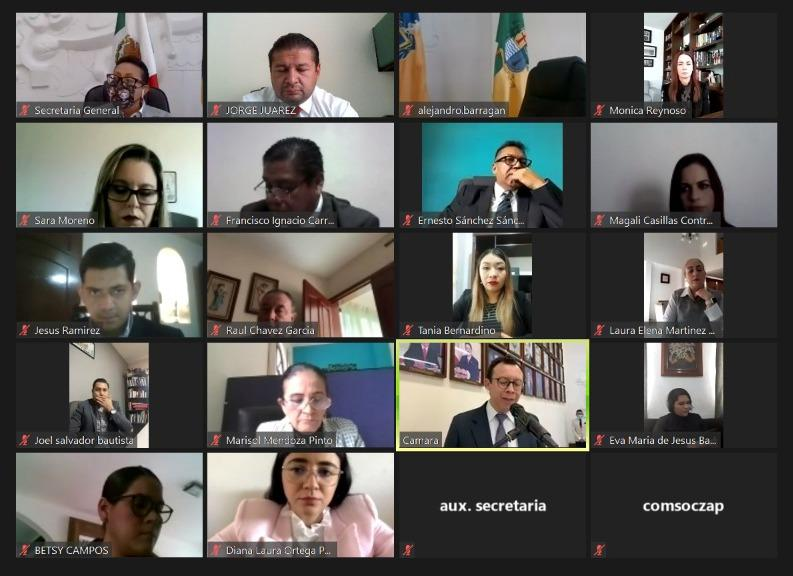 Secretaria General
JORGE JUAREZ
alejandro.barragan
Monica Reynoso
Sara Moreno
Francisco Ignacio Carr...
Ernesto Sánchez Sánc...
Magali Casillas Contr...
Jesus Ramirez
Raul Chavez Garcia
Tania Bernardino
Laura Elena Martinez ...
Joel salvador bautista
Marisol Mendoza Pinto
Camara
Eva Maria de Jesus Ba...
BETSY CAMPOS
Diana Laura Ortega P...
aux. secretaria
comsoczap